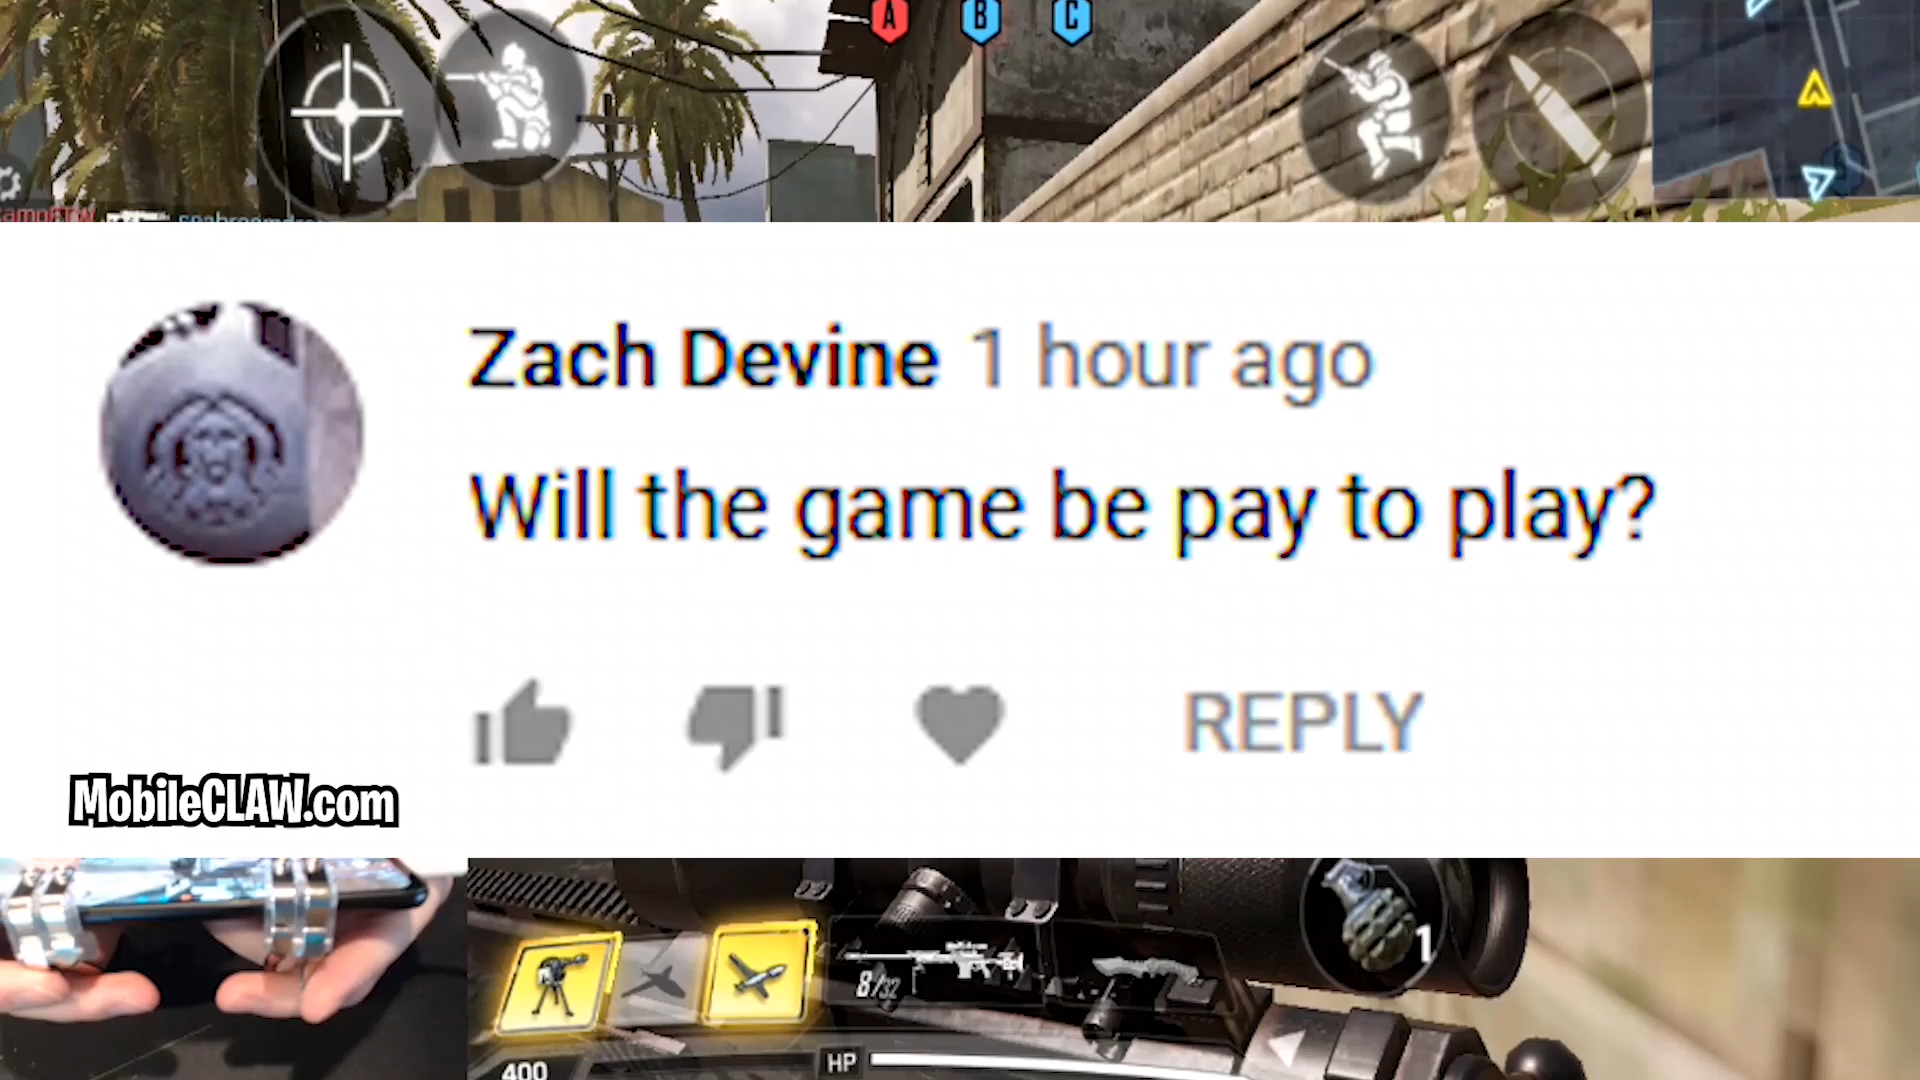 A B C
Zach Devine 1 hour ago
Will the game be pay to play?
REPLY
MobileCLAW.com
1
8/32
400
HP